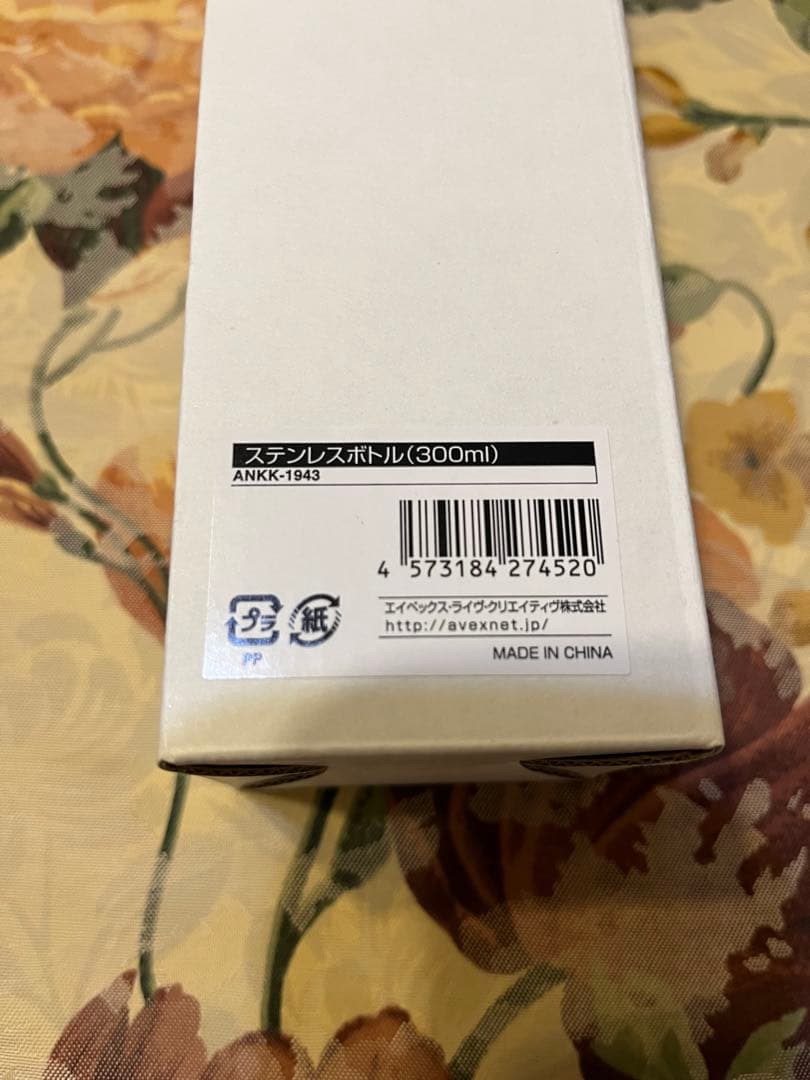 ステンレスボトル(300ml)
ANKK-1943
4 573184 274520
プラ 紙
PP
エイベックス・ライヴ・クリエイティヴ株式会社
http://avexnet.jp/
MADE IN CHINA